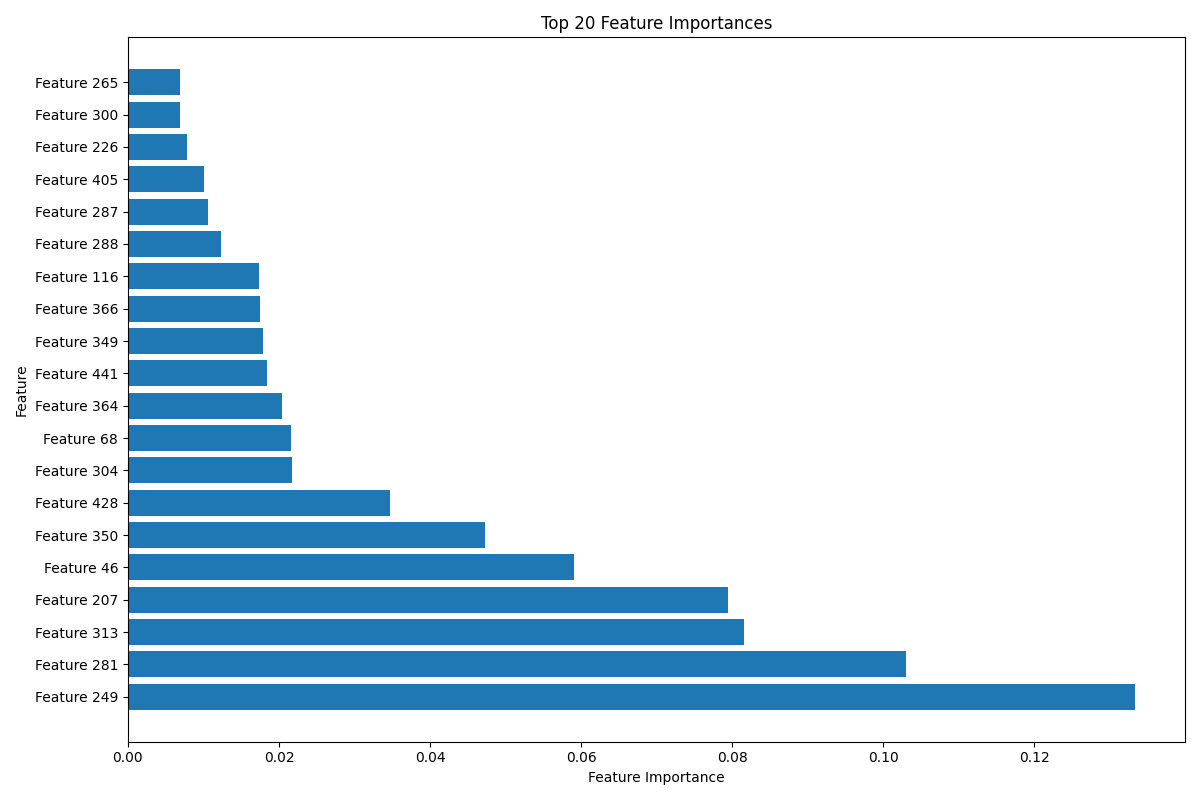 Top 20 Feature Importances
Feature 265
Feature 300
Feature 226
Feature 405
Feature 287
Feature 288
Feature 116
Feature 366
Feature 349
Feature 441
Feature 364
Feature 68
Feature 304
Feature 428
Feature 350
Feature 46
Feature 207
Feature 313
Feature 281
Feature 249
Feature
0.00 0.02 0.04 0.06 0.08 0.10 0.12
Feature Importance